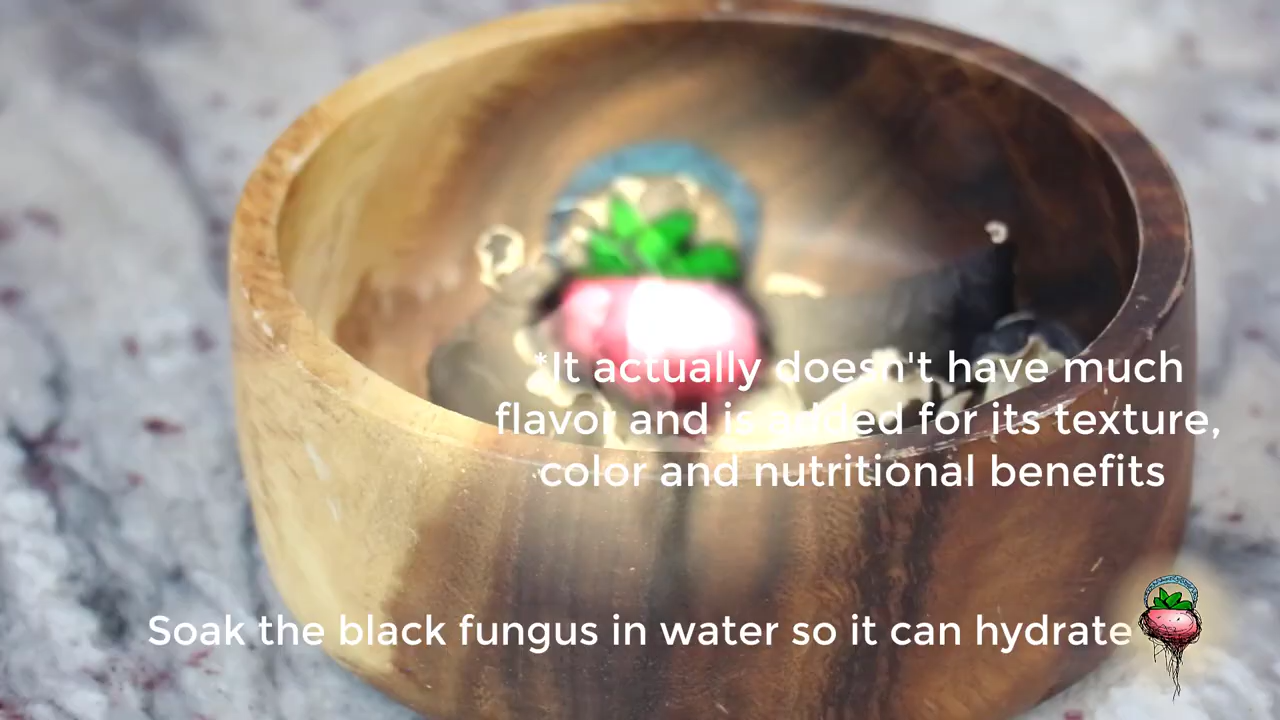 *It actually doesn't have much
flavor and is added for its texture,
color and nutritional benefits
Soak the black fungus in water so it can hydrate